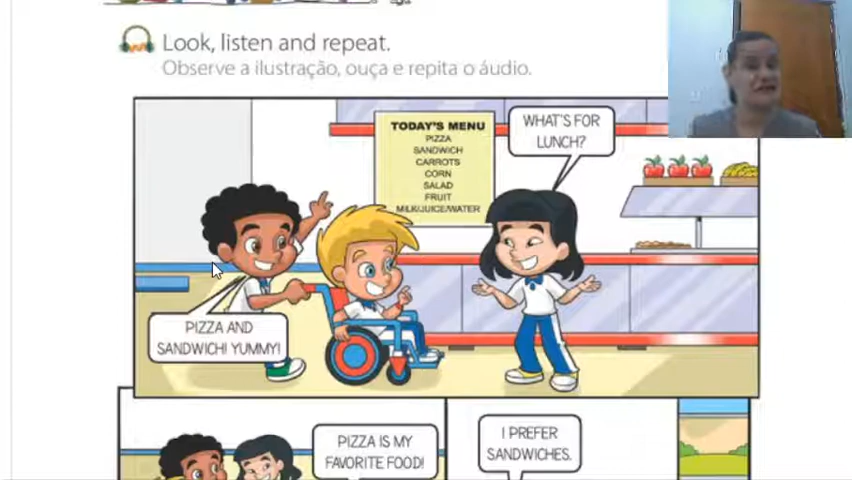 Look, listen and repeat.
Observe a ilustração, ouça e repita o áudio.
TODAY'S MENU
PIZZA
SANDWICH
CARROTS
CORN
SALAD
FRUIT
MILK/JUICE/WATER
WHAT'S FOR
LUNCH?
PIZZA AND
SANDWICH! YUMMY!
PIZZA IS MY
FAVORITE FOOD!
I PREFER
SANDWICHES.